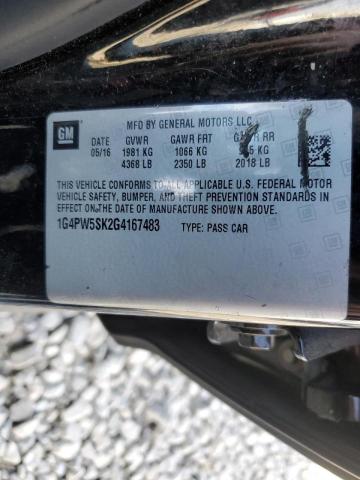 GM
MFD BY GENERAL MOTORS LLC
DATE GVWR GAWR FRT RR
05/16 1981 KG 1066 KG KG
4368 LB 2350 LB 2018 LB
THIS VEHICLE CONFORMS TO ALL APPLICABLE U.S. FEDERAL MOTOR
VEHICLE SAFETY, BUMPER, AND THEFT PREVENTION STANDARDS IN
EFFECT ON THE DATE OF MANUFACTURE SHOWN ABOVE.
1G4PW5SK2G4167483 TYPE: PASS CAR